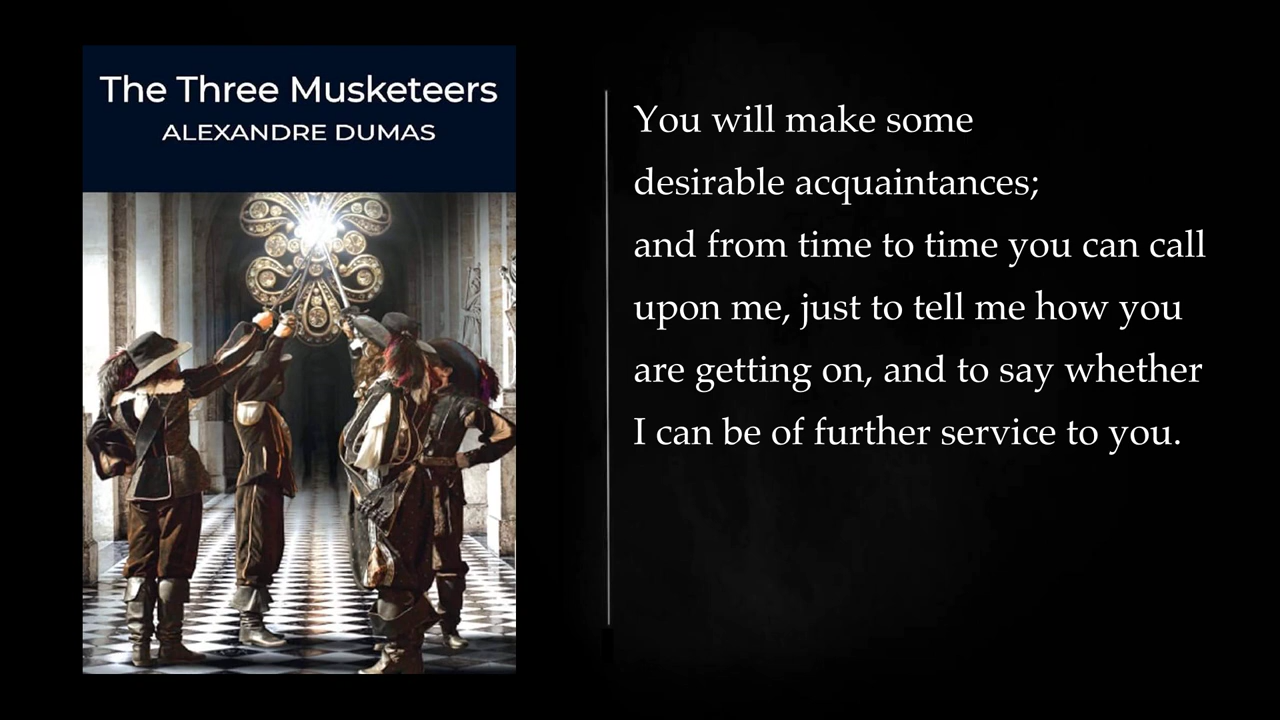 The Three Musketeers
ALEXANDRE DUMAS
You will make some
desirable acquaintances;
and from time to time you can call
upon me, just to tell me how you
are getting on, and to say whether
I can be of further service to you.